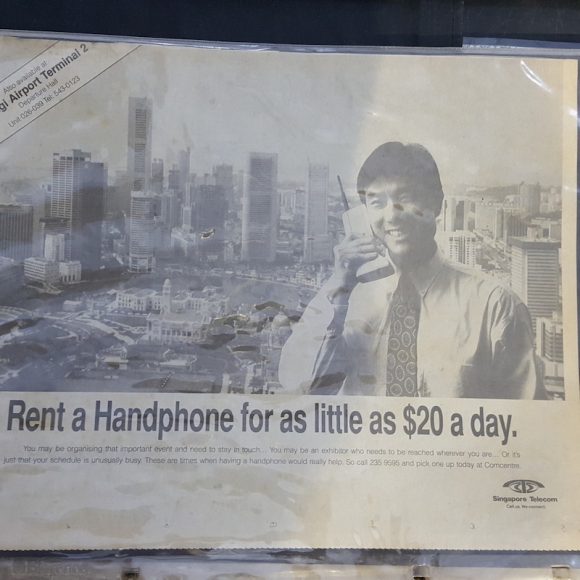 Also available at
gi Airport Terminal 2
Departure Hall
Unit 026-039 Tel: 543-0123
Rent a Handphone for as little as $20 a day.
You may be organising that important event and need to stay in touch... You may be an exhibitor who needs to be reached wherever you are... Or it's
just that your schedule is unusually busy. These are times when having a handphone would really help. So call 235 9595 and pick one up today at Comcentre.
Singapore Telecom
Call us. We connect.